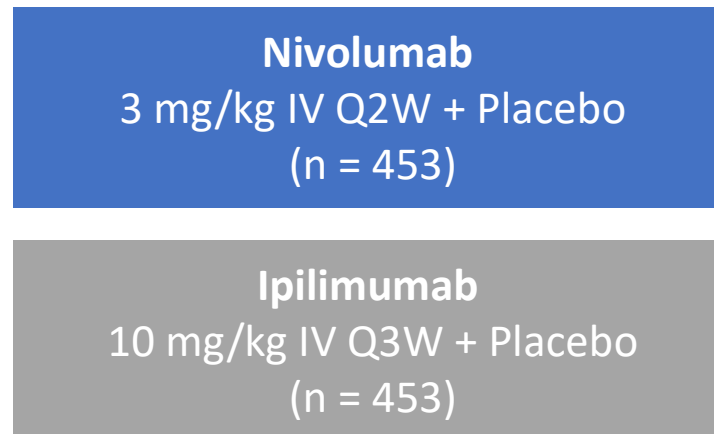 Nivolumab
3 mg/kg IV Q2W + Placebo
(n = 453)
Ipilimumab
10 mg/kg IV Q3W + Placebo
(n = 453)